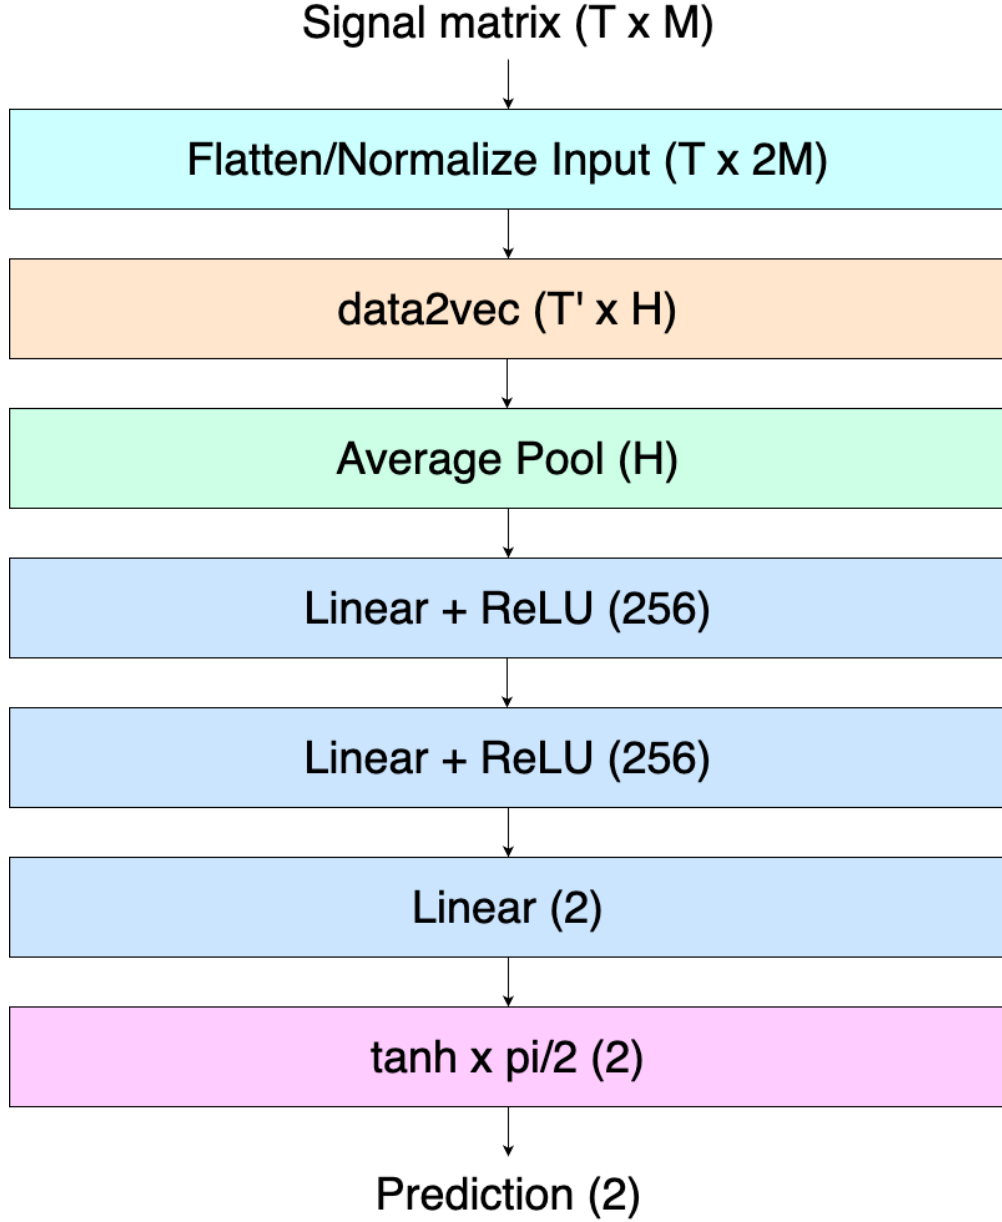 Signal matrix (T x M)
Flatten/Normalize Input (T x 2M)
data2vec (T' x H)
Average Pool (H)
Linear + ReLU (256)
Linear + ReLU (256)
Linear (2)
tanh x pi/2 (2)
Prediction (2)